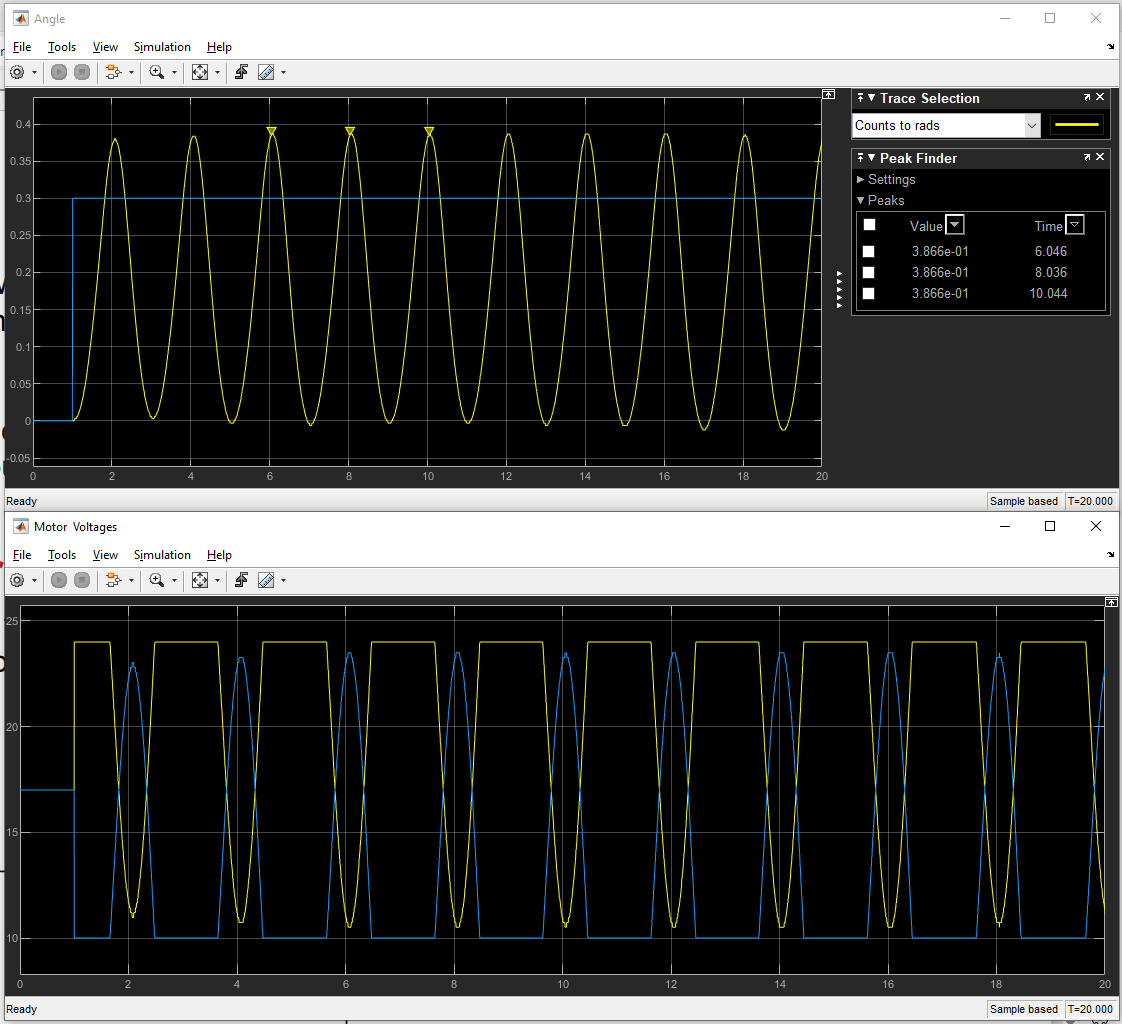 Angle
File Tools View Simulation Help
Trace Selection
Counts to rads
Peak Finder
Settings
Peaks
Value Time
3.866e-01 6.046
3.866e-01 8.036
3.866e-01 10.044
0.4
0.35
0.3
0.25
0.2
0.15
0.1
0.05
0
-0.05
0 2 4 6 8 10 12 14 16 18 20
Ready Sample based T=20.000
Motor Voltages
File Tools View Simulation Help
25
20
15
10
0 2 4 6 8 10 12 14 16 18 20
Ready Sample based T=20.000